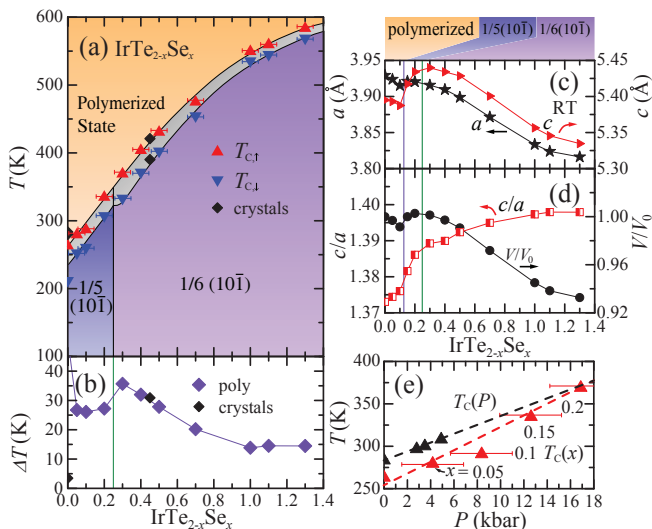 (a) IrTe2-xSex
Polymerized
State
TC,↑
TC,↓
crystals
1/5
(101̄)
1/6 (101̄)
T(K)
600
500
400
300
200
100
(b)
poly
crystals
ΔT(K)
40
30
20
10
0
0.0 0.2 0.4 0.6 0.8 1.0 1.2 1.4
IrTe2-xSex
polymerized 1/5(101̄) 1/6(101̄)
(c)
RT
a
c
a (Å)
3.95
3.90
3.85
3.80
c (Å)
5.45
5.40
5.35
5.30
(d)
c/a
V/V0
c/a
1.40
1.39
1.38
1.37
V/V0
1.00
0.98
0.95
0.92
0.0 0.2 0.4 0.6 0.8 1.0 1.2 1.4
IrTe2-xSex
(e)
TC(P)
0.2
0.15
0.1 TC(x)
x = 0.05
T(K)
400
350
300
250
0 2 4 6 8 10 12 14 16 18
P (kbar)